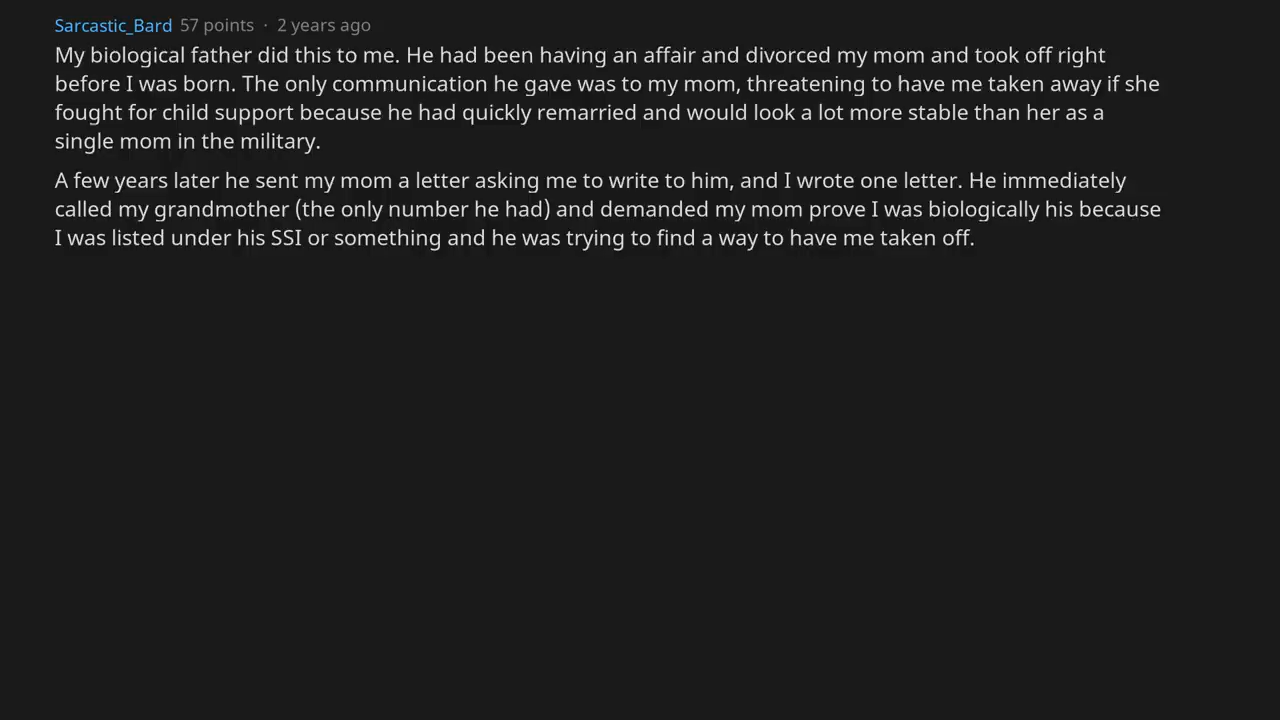 Sarcastic_Bard 57 points · 2 years ago
My biological father did this to me. He had been having an affair and divorced my mom and took off right
before I was born. The only communication he gave was to my mom, threatening to have me taken away if she
fought for child support because he had quickly remarried and would look a lot more stable than her as a
single mom in the military.
A few years later he sent my mom a letter asking me to write to him, and I wrote one letter. He immediately
called my grandmother (the only number he had) and demanded my mom prove I was biologically his because
I was listed under his SSI or something and he was trying to find a way to have me taken off.